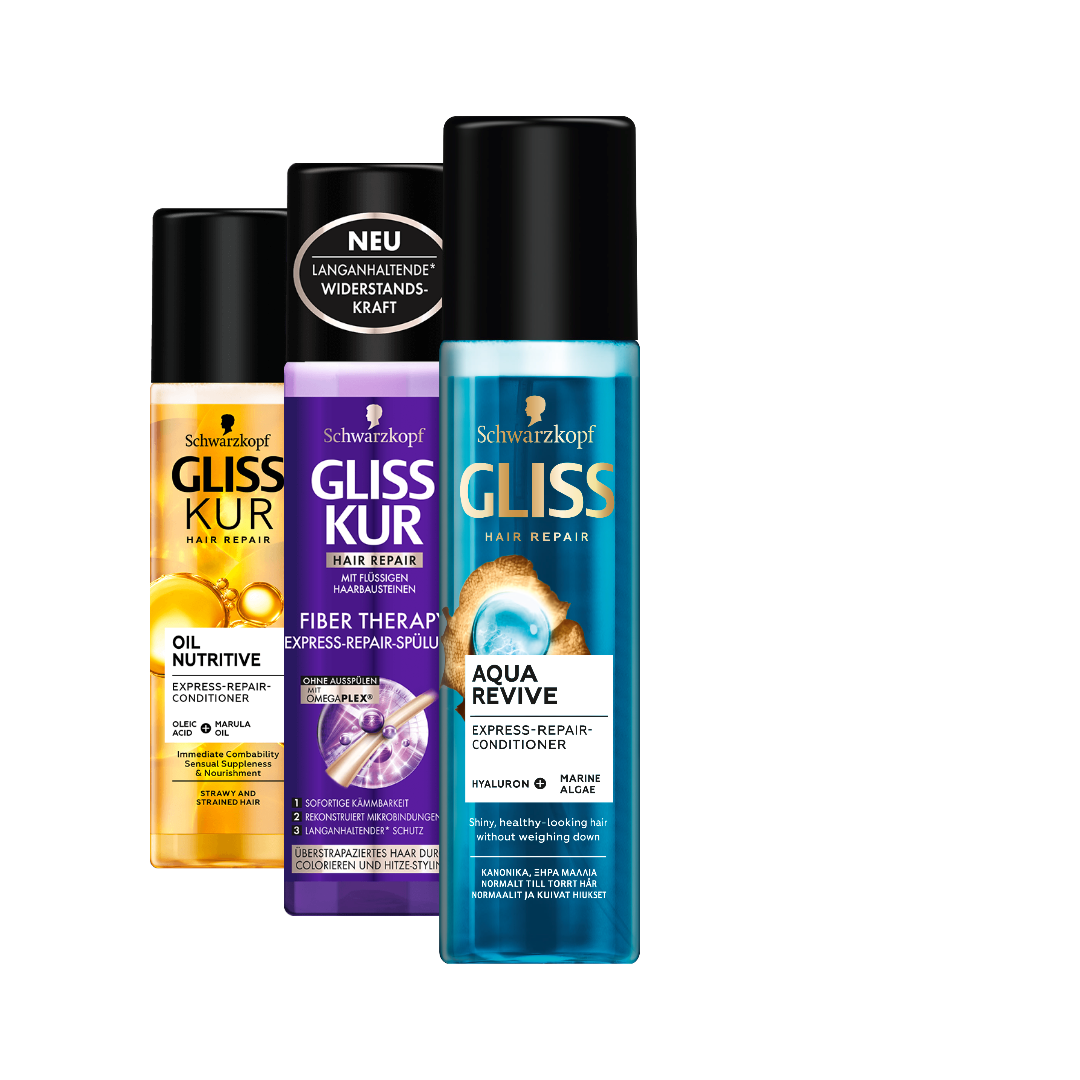 Schwarzkopf
GLISS
KUR
HAIR REPAIR
OIL
NUTRITIVE
EXPRESS-REPAIR-
CONDITIONER
OLEIC
ACID + MARULA
OIL
Immediate Combability
Sensual Suppleness
& Nourishment
STRAWY AND
STRAINED HAIR
NEU
LANGANHALTENDE*
WIDERSTANDS-
KRAFT
Schwarzkopf
GLISS
KUR
HAIR REPAIR
MIT FLÜSSIGEN
HAARBAUSTEINEN
FIBER THERAPY
EXPRESS-REPAIR-SPÜLU
OHNE AUSSPÜLEN
MIT
OMEGAPLEX®
1 SOFORTIGE KÄMMBARKEIT
2 REKONSTRUIERT MIKROBINDUNGEN
3 LANGANHALTENDER* SCHUTZ
ÜBERSTRAPAZIERTES HAAR DUR
COLORIEREN UND HITZE-STYLIN
Schwarzkopf
GLISS
HAIR REPAIR
AQUA
REVIVE
EXPRESS-REPAIR-
CONDITIONER
HYALURON + MARINE
ALGAE
Shiny, healthy-looking hair
without weighing down
ΚΑΝΟΝΙΚΑ, ΞΗΡΑ ΜΑΛΛΙΑ
NORMALT TILL TORRT HÅR
NORMAALIT JA KUIVAT HIUKSET